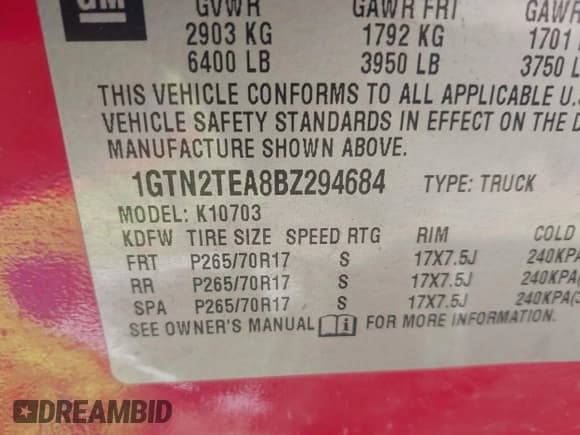 GM
GVWR GAWR FRT GAWR
2903 KG 1792 KG 1701
6400 LB 3950 LB 3750 L
THIS VEHICLE CONFORMS TO ALL APPLICABLE U.S
VEHICLE SAFETY STANDARDS IN EFFECT ON THE D
MANUFACTURE SHOWN ABOVE.
1GTN2TEA8BZ294684 TYPE: TRUCK
MODEL: K10703
KDFW TIRE SIZE SPEED RTG RIM COLD
FRT P265/70R17 S 17X7.5J 240KPA
RR P265/70R17 S 17X7.5J 240KPA(
SPA P265/70R17 S 17X7.5J 240KPA(3
SEE OWNER'S MANUAL i FOR MORE INFORMATION.
DREAMBID